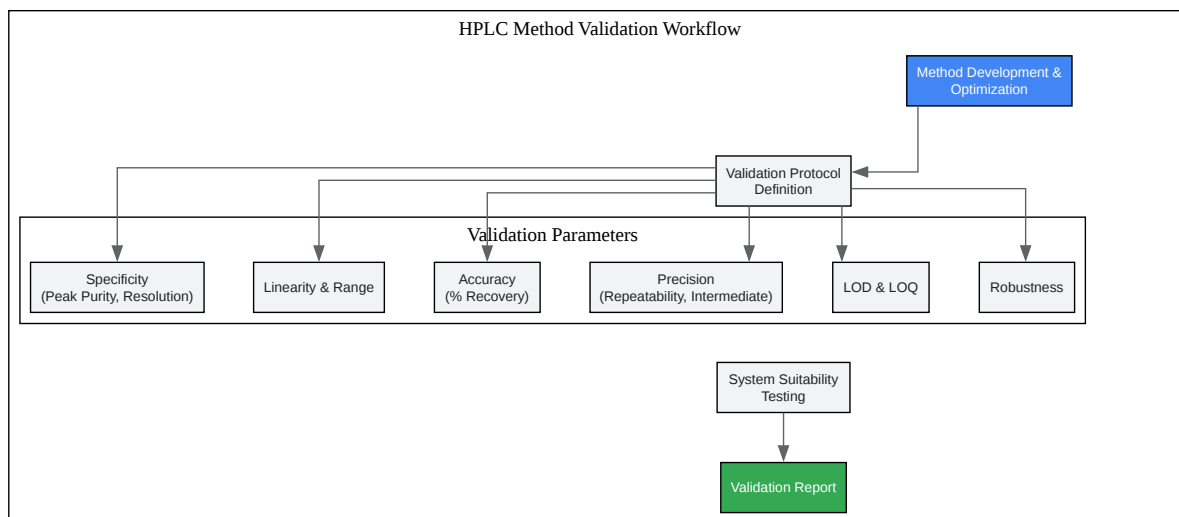 HPLC Method Validation Workflow
Method Development &
Optimization
Validation Protocol
Definition
Validation Parameters
Specificity
(Peak Purity, Resolution)
Linearity & Range
Accuracy
(% Recovery)
Precision
(Repeatability, Intermediate)
LOD & LOQ
Robustness
System Suitability
Testing
Validation Report